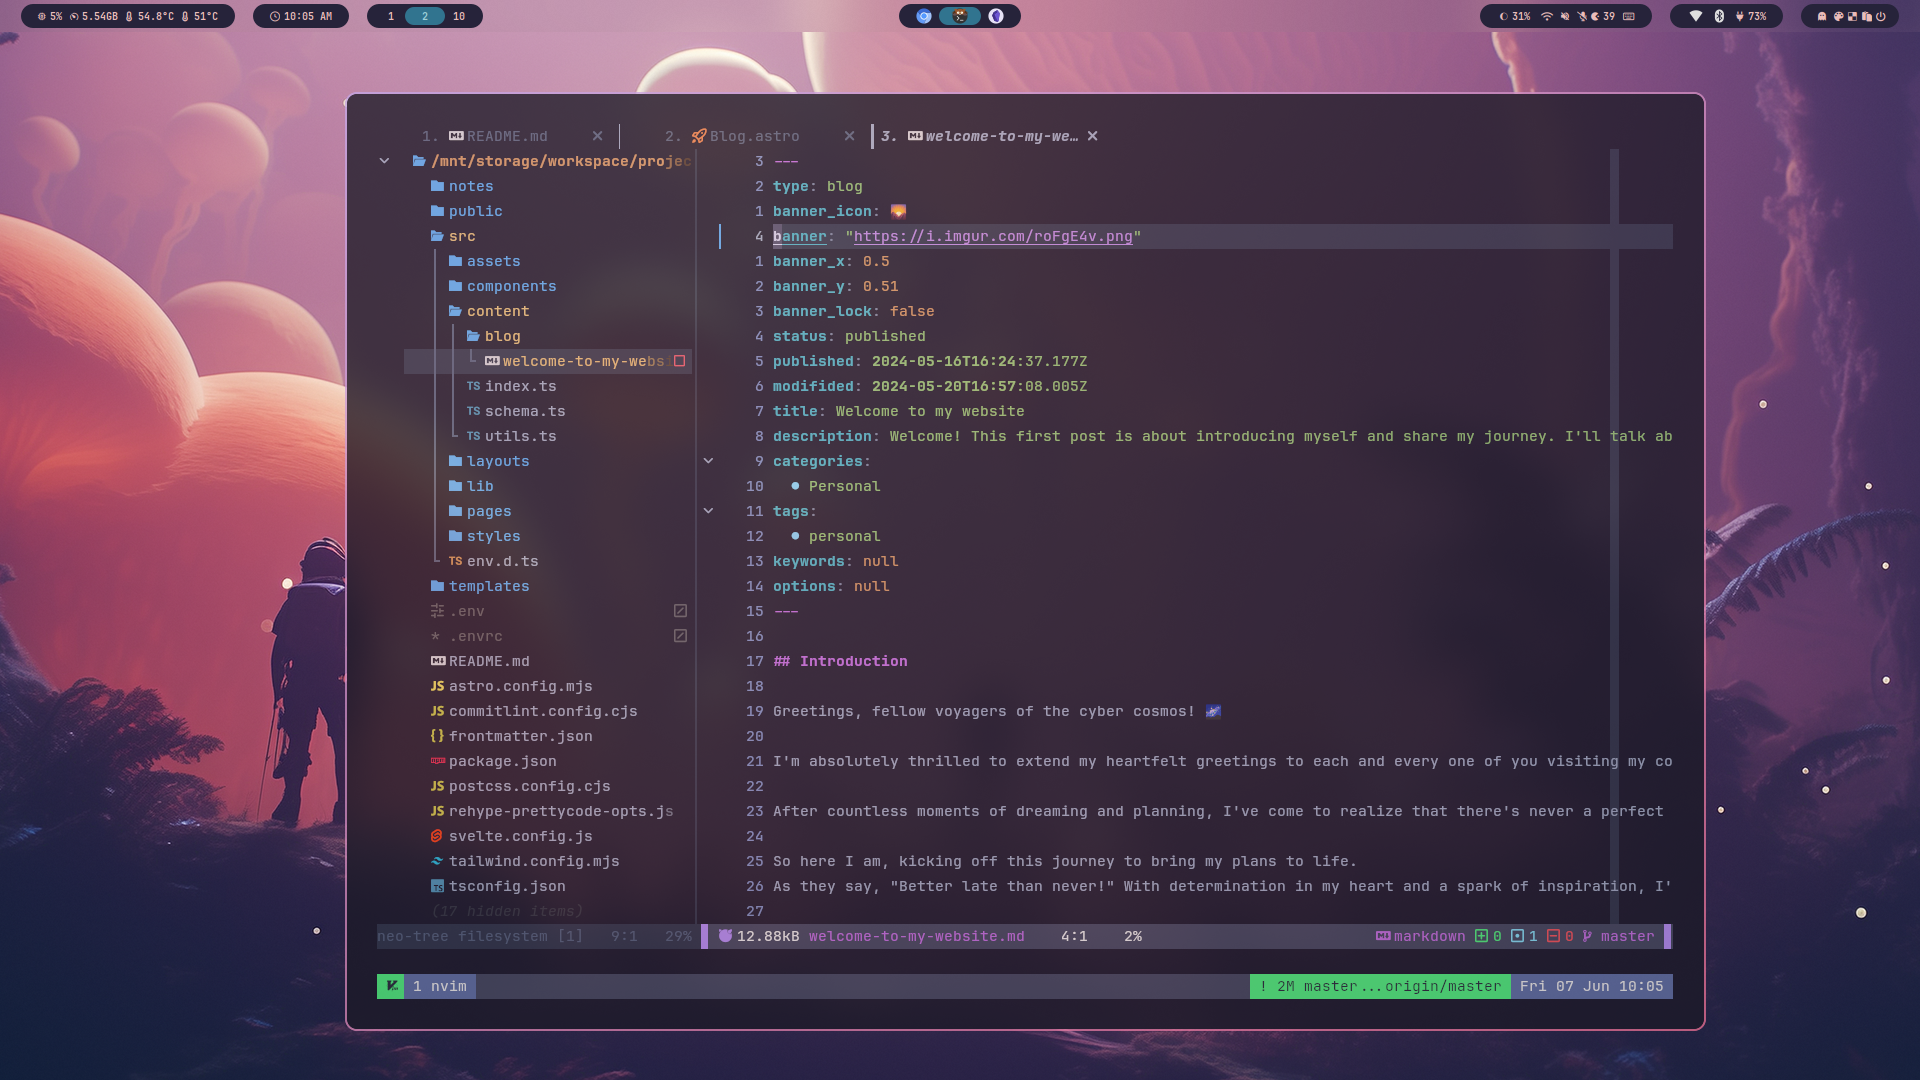 5% 5.54GB 54.8°C 51°C
10:05 AM
1 2 10
31% 39
73%
1. README.md
2. Blog.astro
3. welcome-to-my-we…
/mnt/storage/workspace/projec
notes
public
src
assets
components
content
blog
welcome-to-my-webs
TS index.ts
TS schema.ts
TS utils.ts
layouts
lib
pages
styles
TS env.d.ts
templates
.env
* .envrc
README.md
JS astro.config.mjs
JS commitlint.config.cjs
{} frontmatter.json
package.json
JS postcss.config.cjs
JS rehype-prettycode-opts.js
svelte.config.js
tailwind.config.mjs
TS tsconfig.json
(17 hidden items)
neo-tree filesystem [1] 9:1 29%
3 ---
2 type: blog
1 banner_icon: 🌄
4 banner: "https://i.imgur.com/roFgE4v.png"
1 banner_x: 0.5
2 banner_y: 0.51
3 banner_lock: false
4 status: published
5 published: 2024-05-16T16:24:37.177Z
6 modifided: 2024-05-20T16:57:08.005Z
7 title: Welcome to my website
8 description: Welcome! This first post is about introducing myself and share my journey. I'll talk ab
9 categories:
10 ● Personal
11 tags:
12 ● personal
13 keywords: null
14 options: null
15 ---
16
17 ## Introduction
18
19 Greetings, fellow voyagers of the cyber cosmos! 🌌
20
21 I'm absolutely thrilled to extend my heartfelt greetings to each and every one of you visiting my co
22
23 After countless moments of dreaming and planning, I've come to realize that there's never a perfect
24
25 So here I am, kicking off this journey to bring my plans to life.
26 As they say, "Better late than never!" With determination in my heart and a spark of inspiration, I'
27
12.88kB welcome-to-my-website.md 4:1 2%
markdown 0 1 0 master
1 nvim
! 2M master...origin/master Fri 07 Jun 10:05